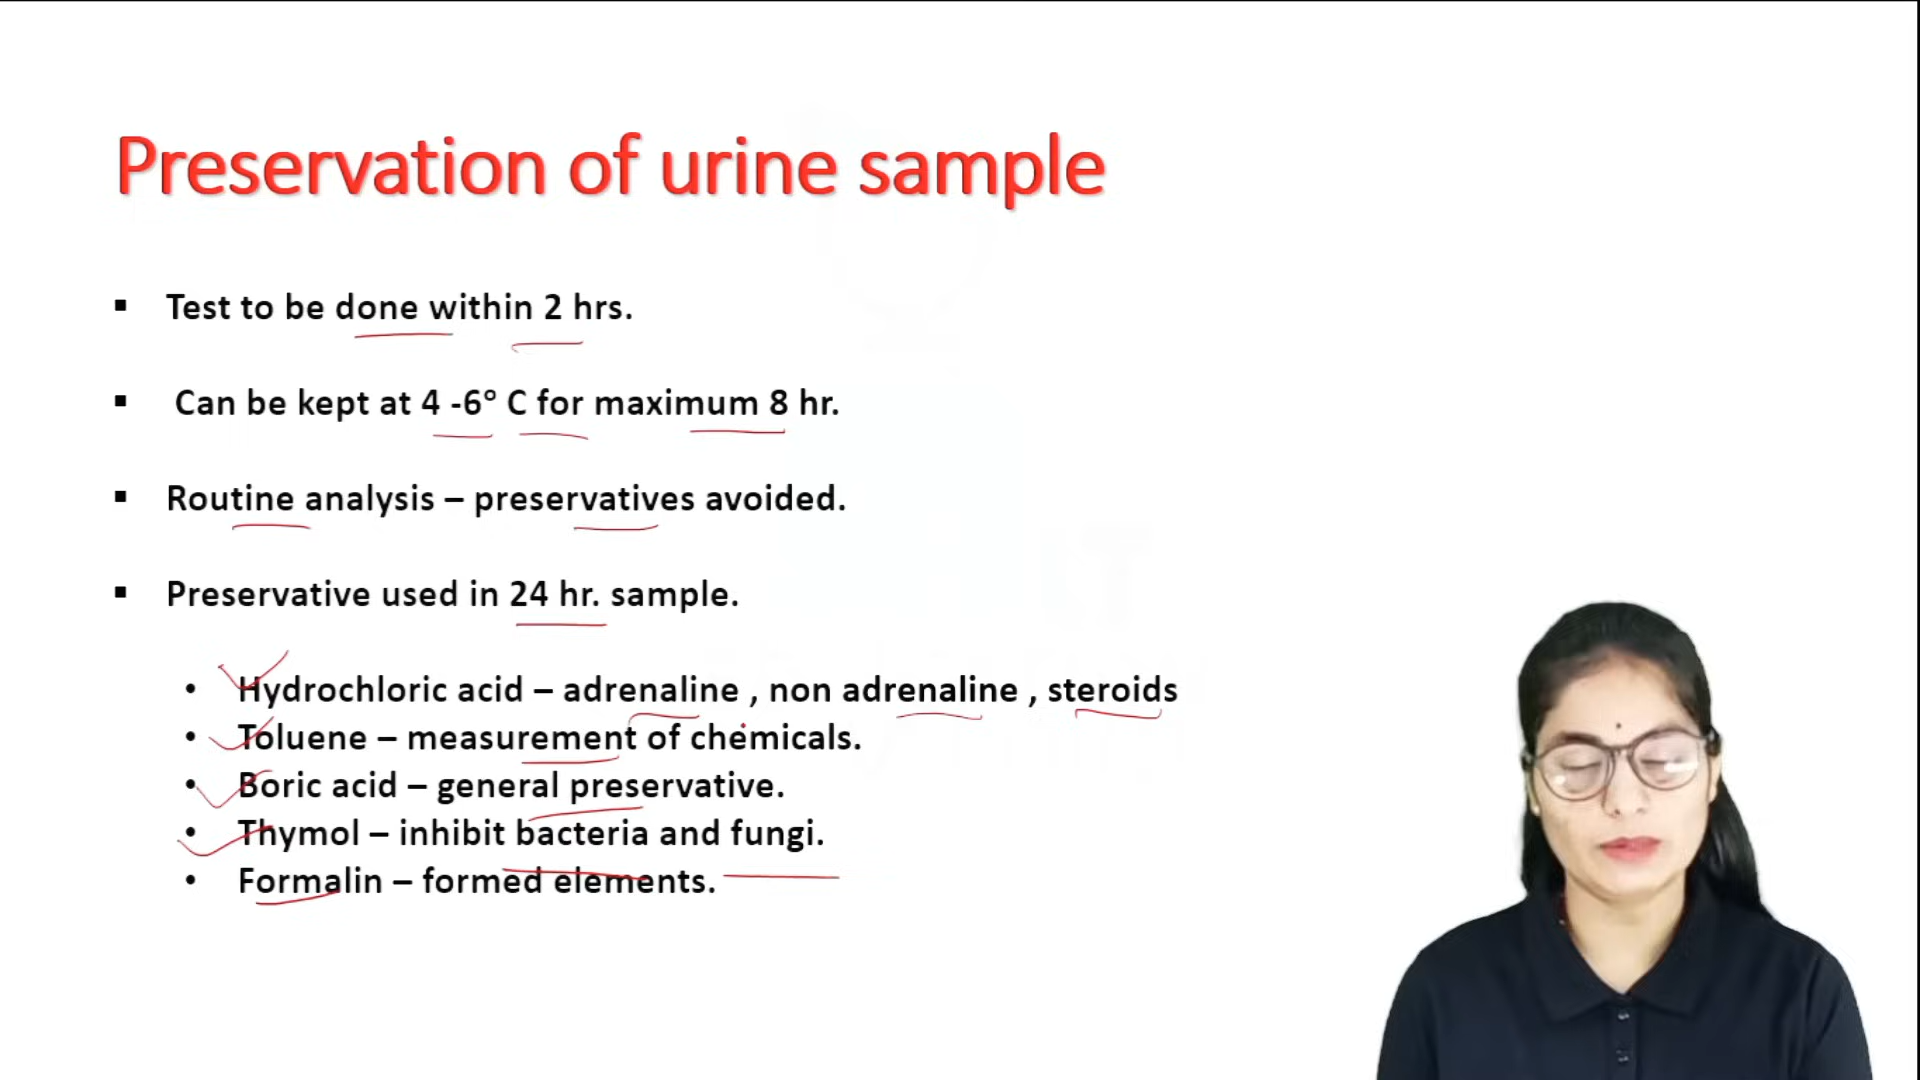 Preservation of urine sample
▪ Test to be done within 2 hrs.
▪ Can be kept at 4 -6° C for maximum 8 hr.
▪ Routine analysis – preservatives avoided.
▪ Preservative used in 24 hr. sample.
• Hydrochloric acid – adrenaline , non adrenaline , steroids
• Toluene – measurement of chemicals.
• Boric acid – general preservative.
• Thymol – inhibit bacteria and fungi.
• Formalin – formed elements.